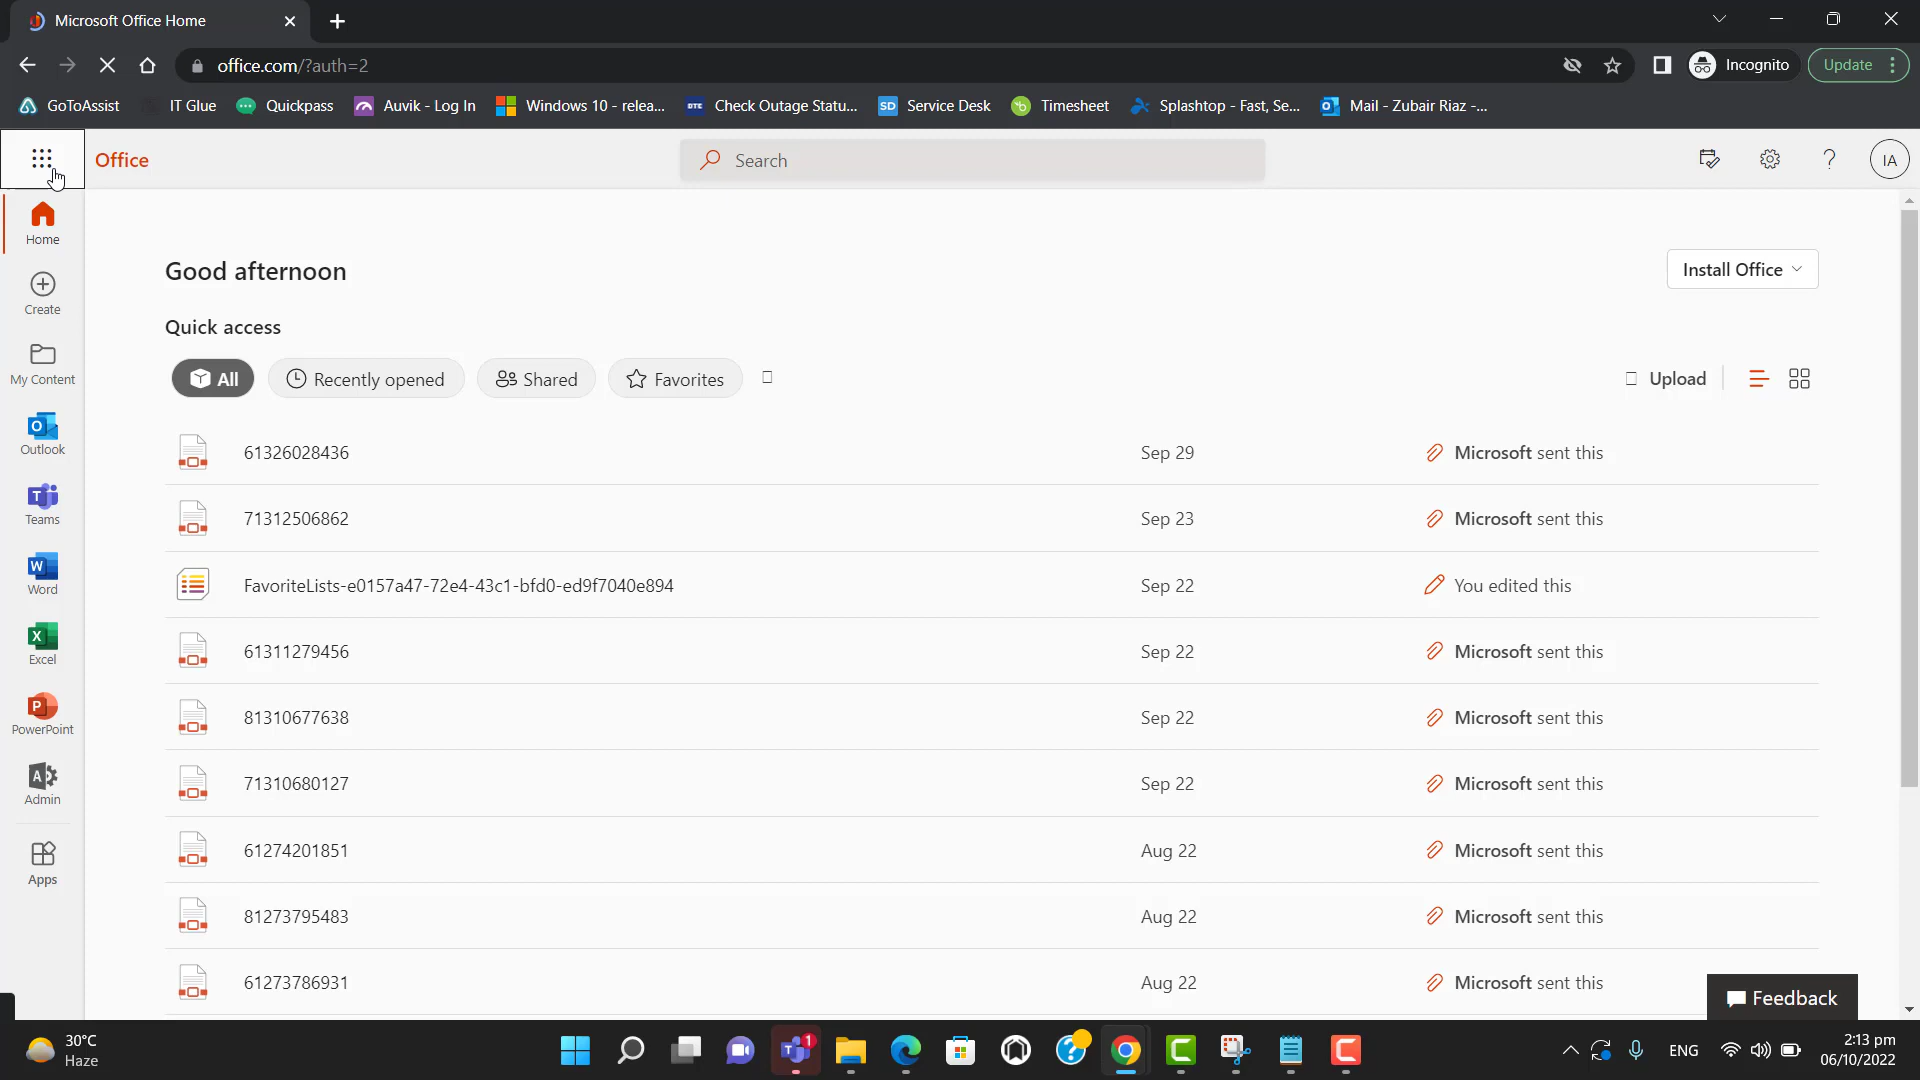 Microsoft Office Home
office.com/?auth=2
Incognito
Update
GoToAssist
IT Glue
Quickpass
Auvik - Log In
Windows 10 - relea...
DTE
Check Outage Statu...
SD
Service Desk
Timesheet
Splashtop - Fast, Se...
Mail - Zubair Riaz -...
Office
Search
IA
Home
Create
My Content
Outlook
Teams
Word
Excel
PowerPoint
Admin
Apps
Good afternoon
Install Office
Quick access
All
Recently opened
Shared
Favorites
Upload
61326028436 Sep 29 Microsoft sent this
71312506862 Sep 23 Microsoft sent this
FavoriteLists-e0157a47-72e4-43c1-bfd0-ed9f7040e894 Sep 22 You edited this
61311279456 Sep 22 Microsoft sent this
81310677638 Sep 22 Microsoft sent this
71310680127 Sep 22 Microsoft sent this
61274201851 Aug 22 Microsoft sent this
81273795483 Aug 22 Microsoft sent this
61273786931 Aug 22 Microsoft sent this
Feedback
30°C
Haze
1
ENG
2:13 pm
06/10/2022